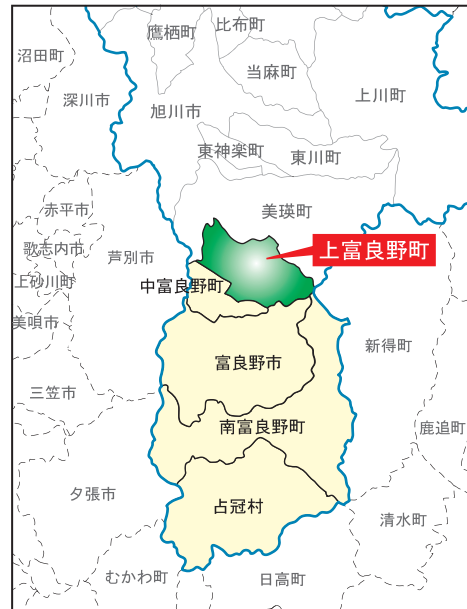 比布町
鷹栖町
沼田町
当麻町
深川市
上川町
旭川市
東神楽町
東川町
赤平市
美瑛町
歌志内市
芦別市
上富良野町
上砂川町
中富良野町
美唄市
新得町
富良野市
三笠市
南富良野町
鹿追町
夕張市
占冠村
清水町
むかわ町
日高町